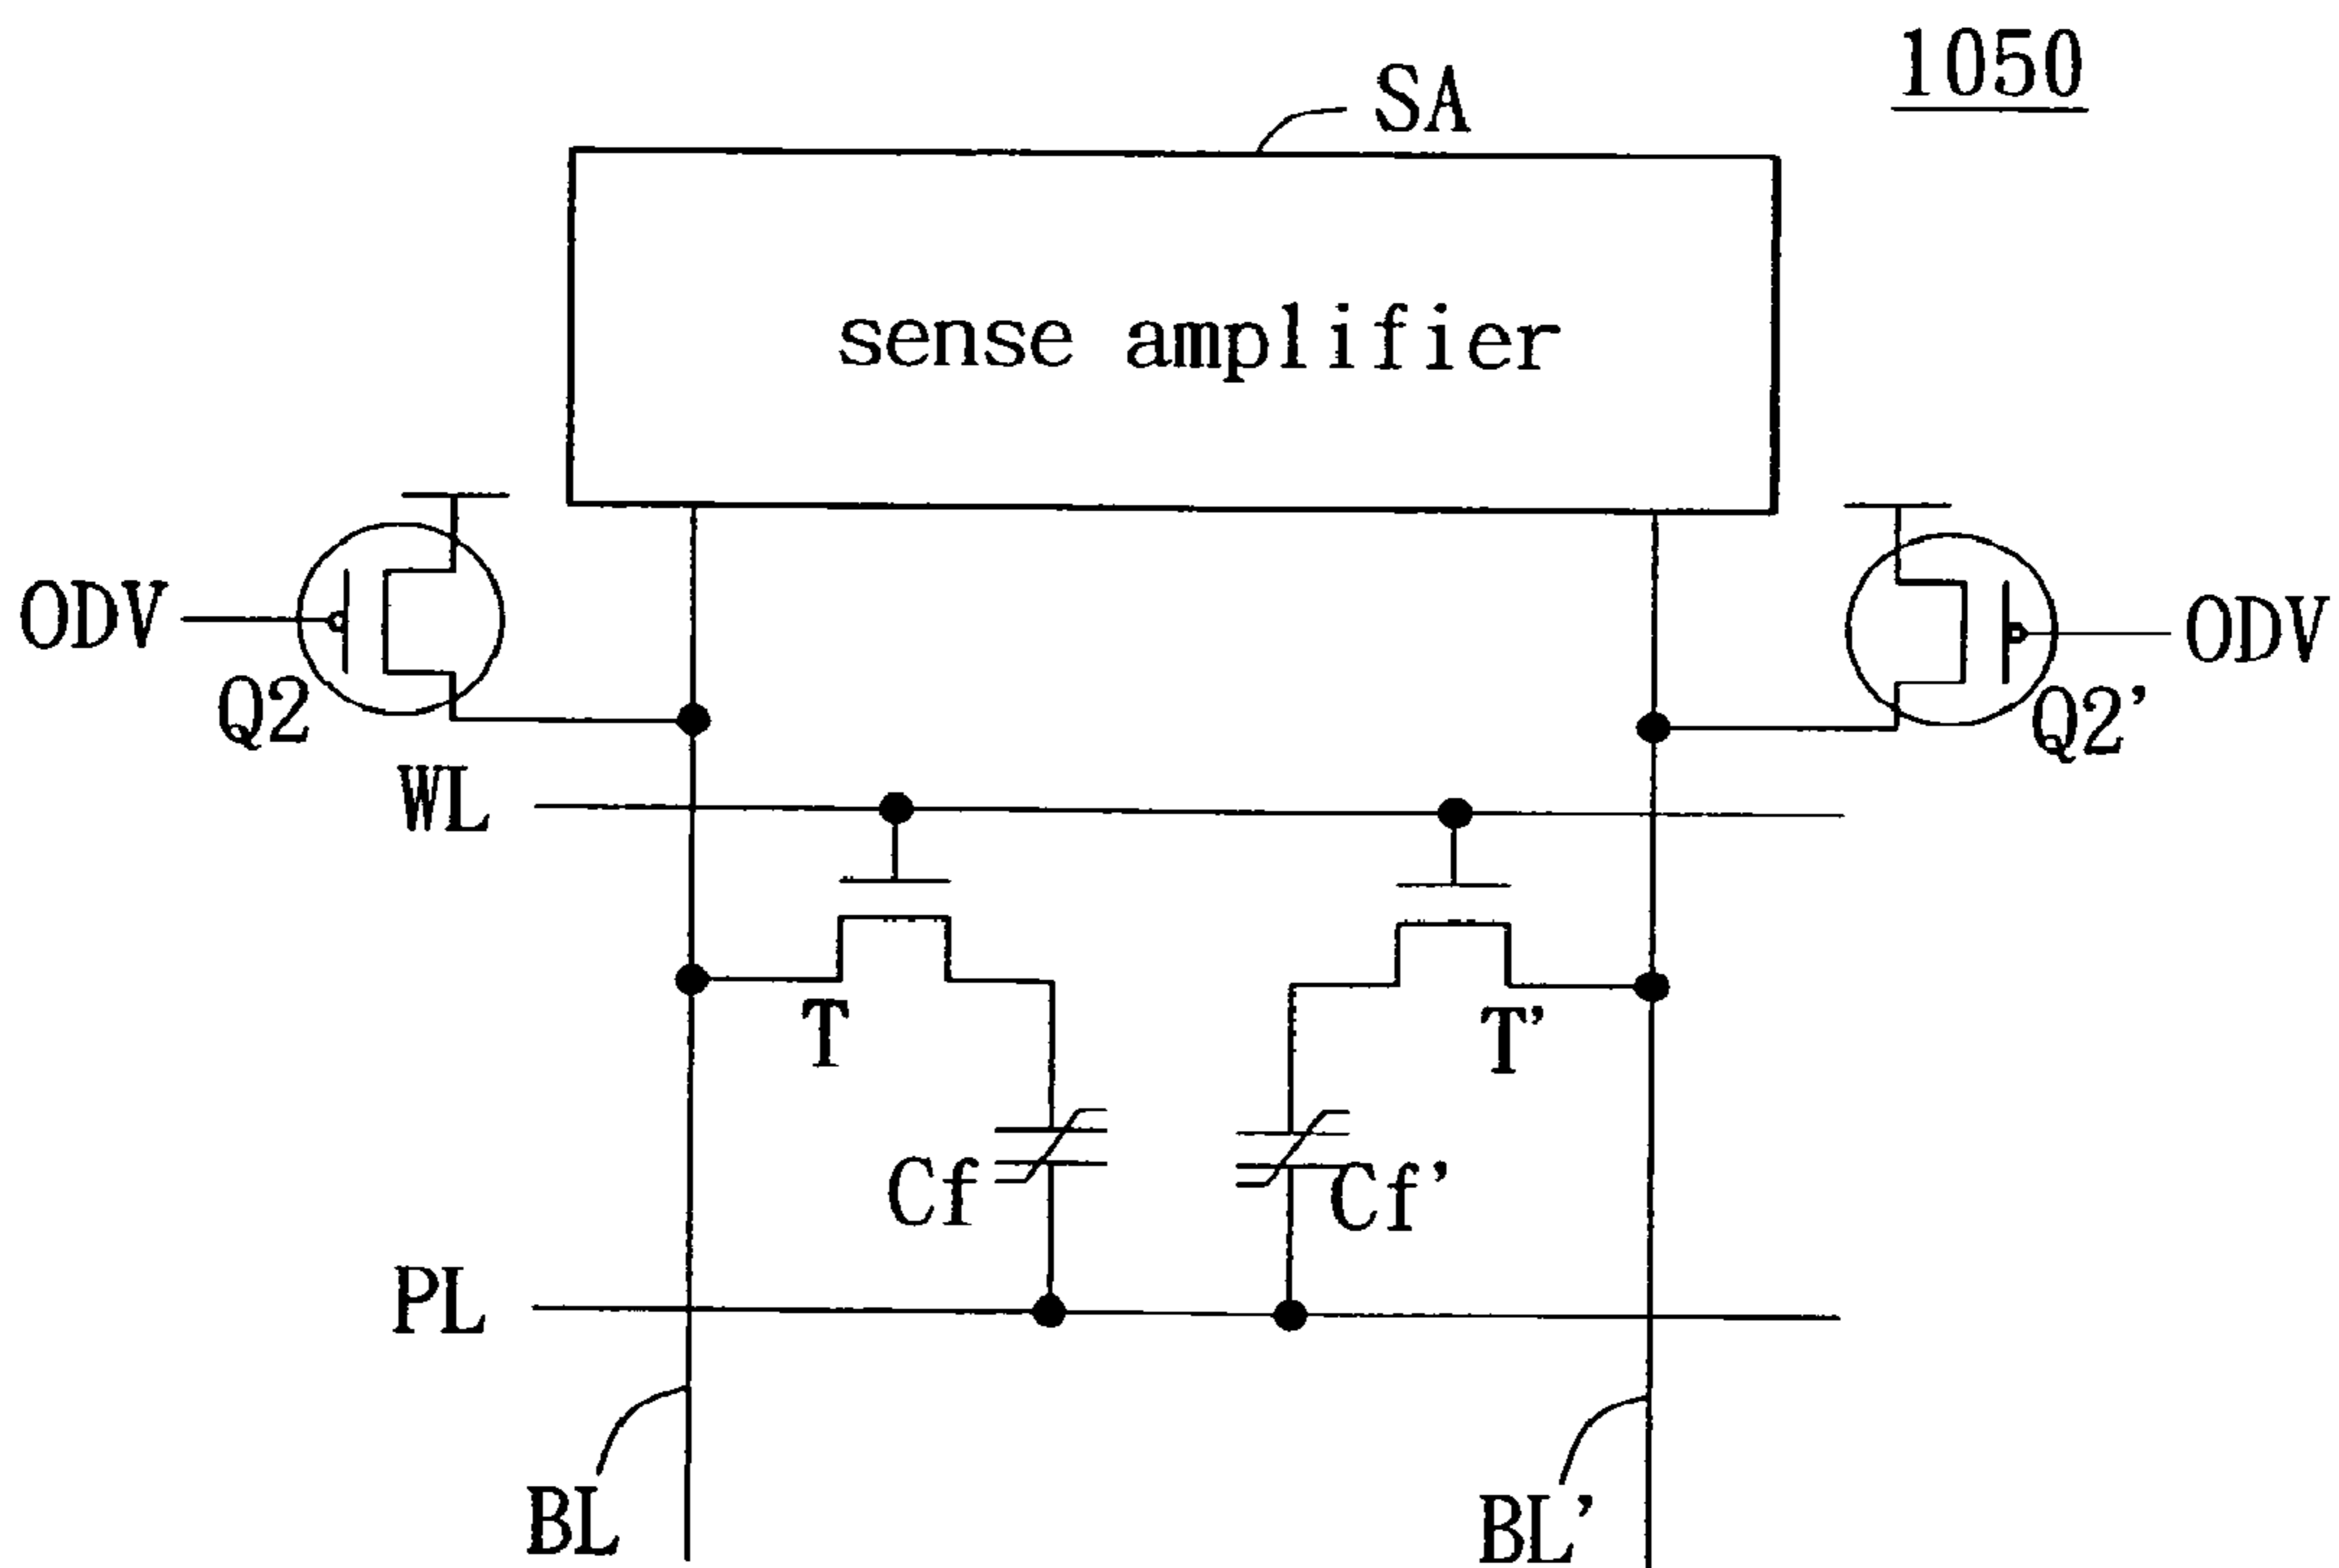 1050
SA
sense amplifier
ODV
ODV
Q2
Q2'
WL
T
T'
Cf
Cf'
PL
BL
BL'